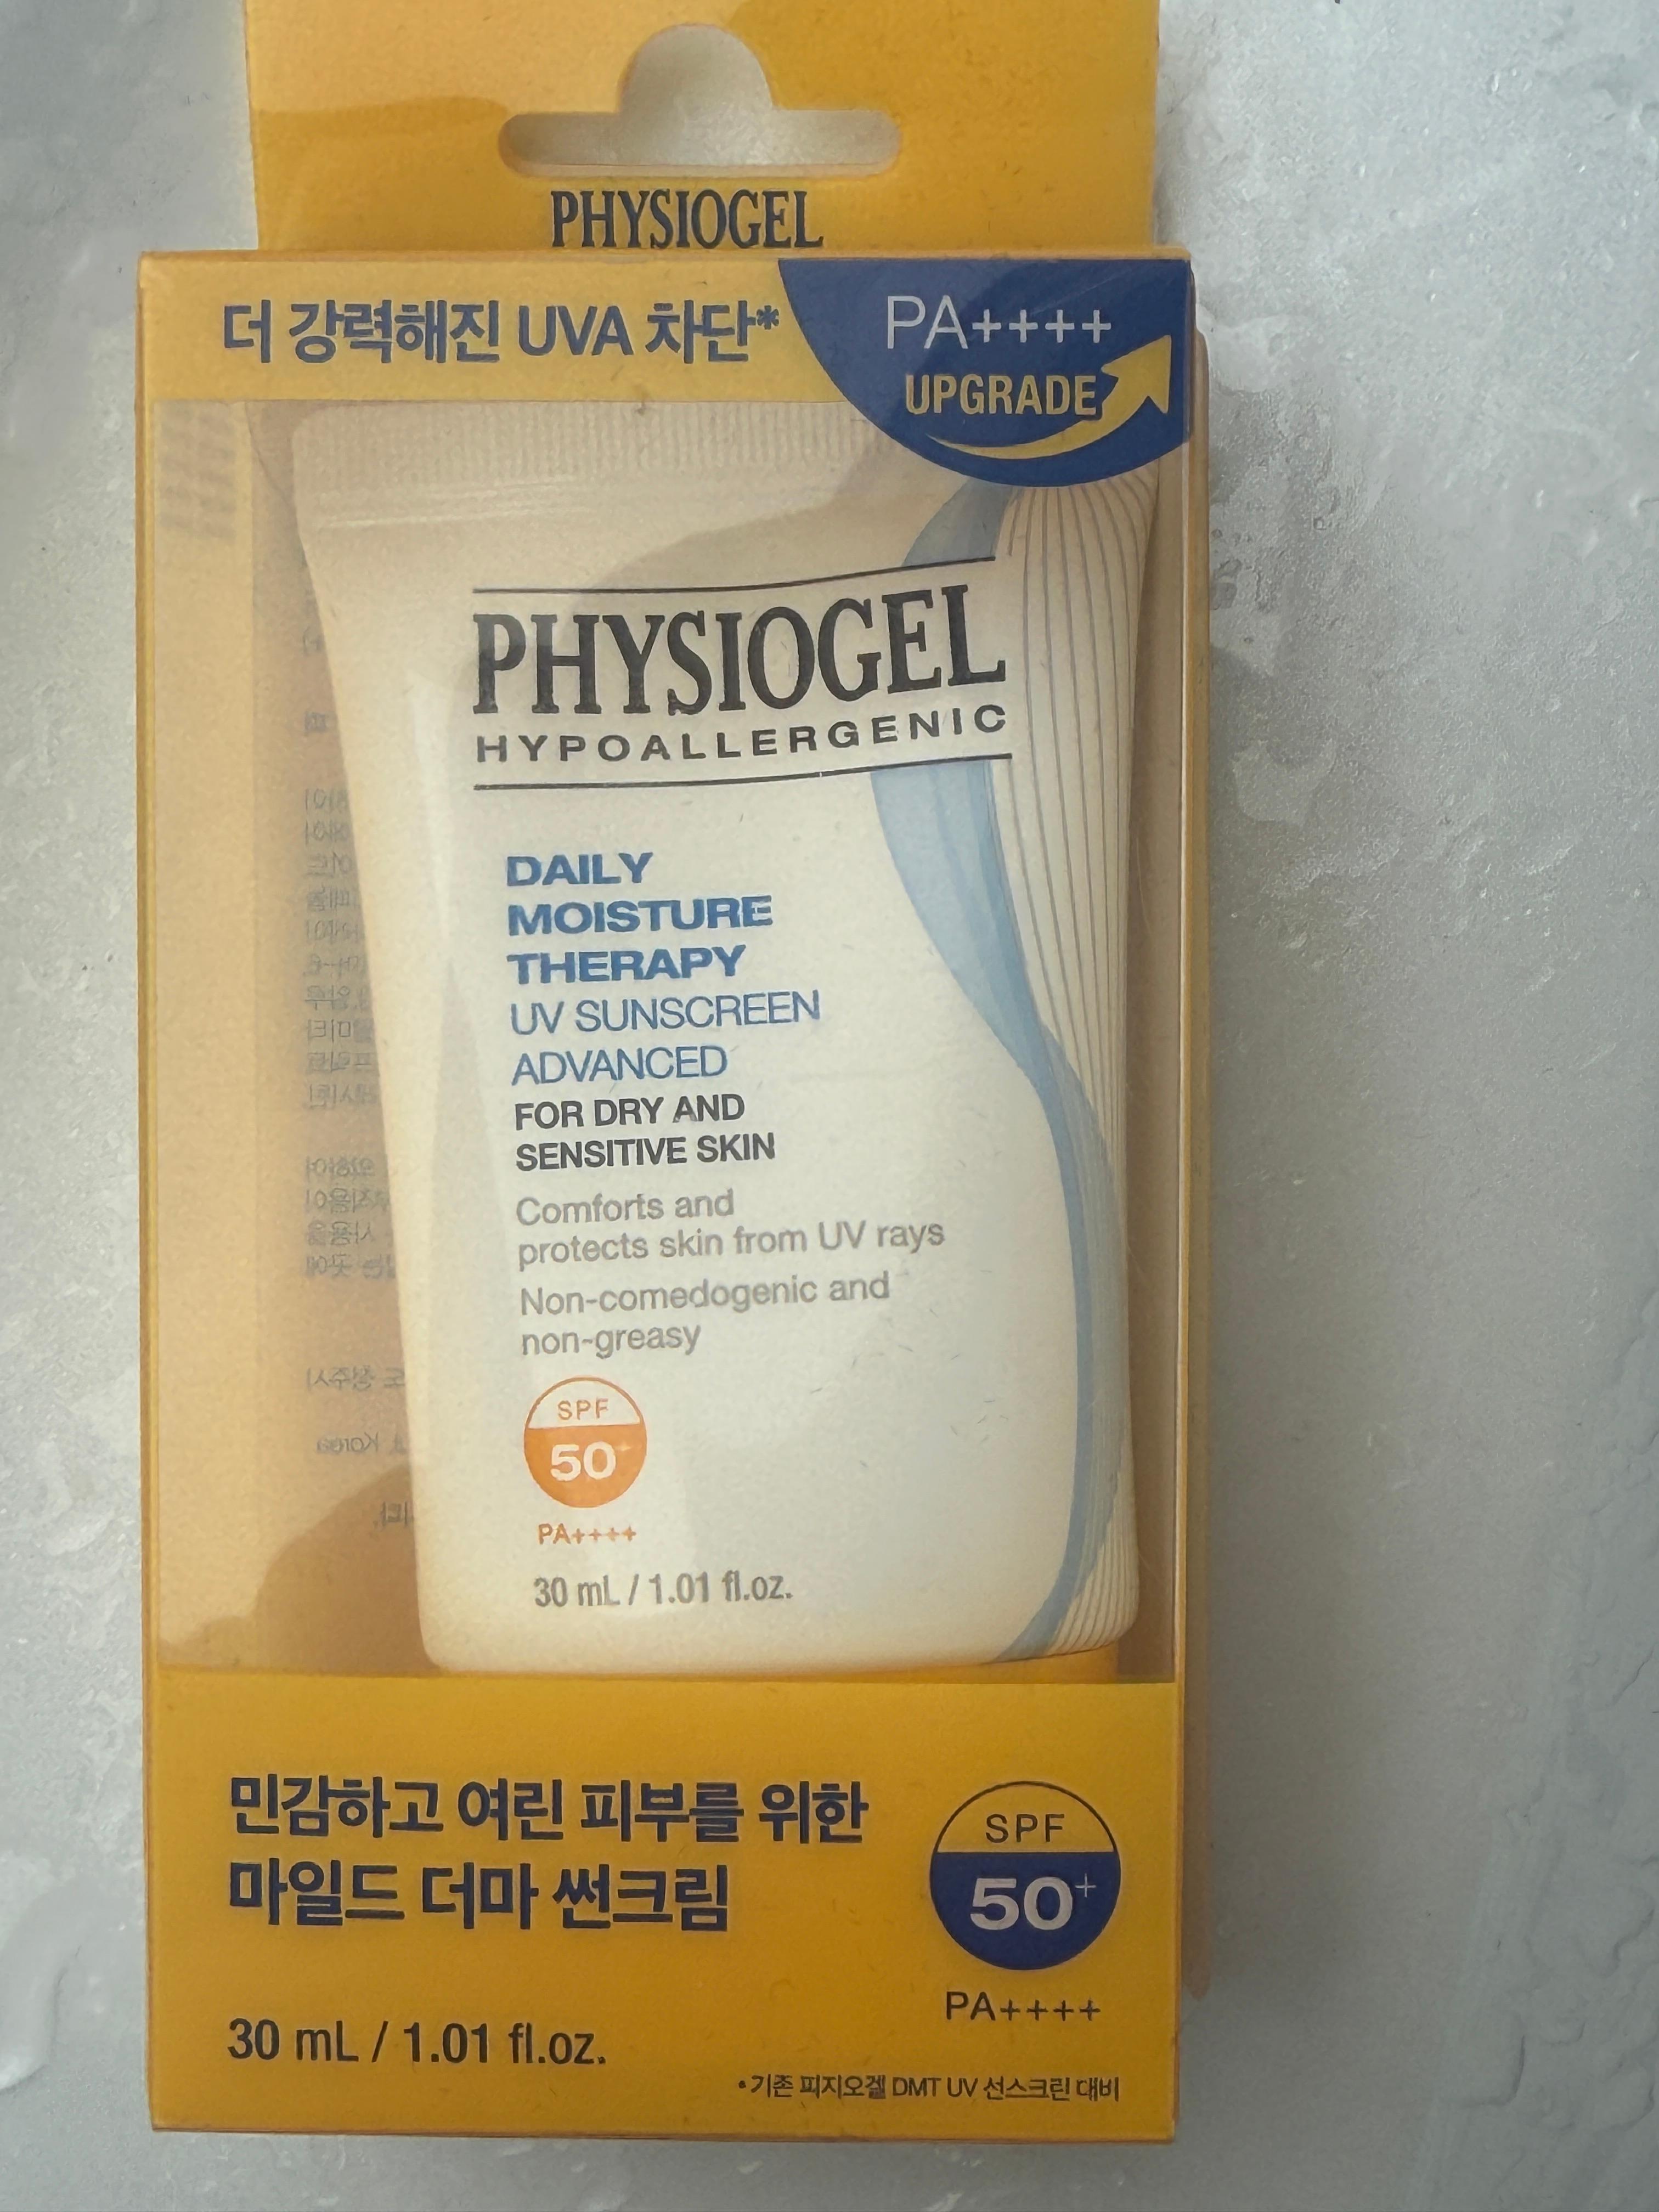 PHYSIOGEL
더 강력해진 UVA 차단*
PA++++
UPGRADE
PHYSIOGEL
HYPOALLERGENIC
DAILY
MOISTURE
THERAPY
UV SUNSCREEN
ADVANCED
FOR DRY AND
SENSITIVE SKIN
Comforts and
protects skin from UV rays
Non-comedogenic and
non-greasy
SPF
50+
PA++++
30 mL / 1.01 fl.oz.
민감하고 여린 피부를 위한
마일드 더마 썬크림
SPF
50+
PA++++
30 mL / 1.01 fl.oz.
*기존 피지오겔 DMT UV 선스크린 대비